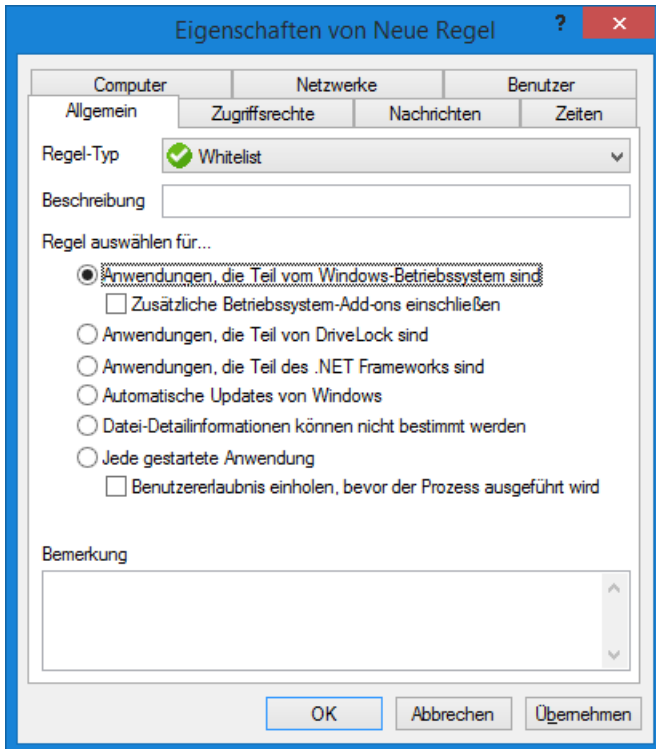 Eigenschaften von Neue Regel
?
Computer Netzwerke Benutzer
Allgemein Zugriffsrechte Nachrichten Zeiten
Regel-Typ Whitelist
Beschreibung
Regel auswählen für...
Anwendungen, die Teil vom Windows-Betriebssystem sind
Zusätzliche Betriebssystem-Add-ons einschließen
Anwendungen, die Teil von DriveLock sind
Anwendungen, die Teil des .NET Frameworks sind
Automatische Updates von Windows
Datei-Detailinformationen können nicht bestimmt werden
Jede gestartete Anwendung
Benutzererlaubnis einholen, bevor der Prozess ausgeführt wird
Bemerkung
OK Abbrechen Übernehmen